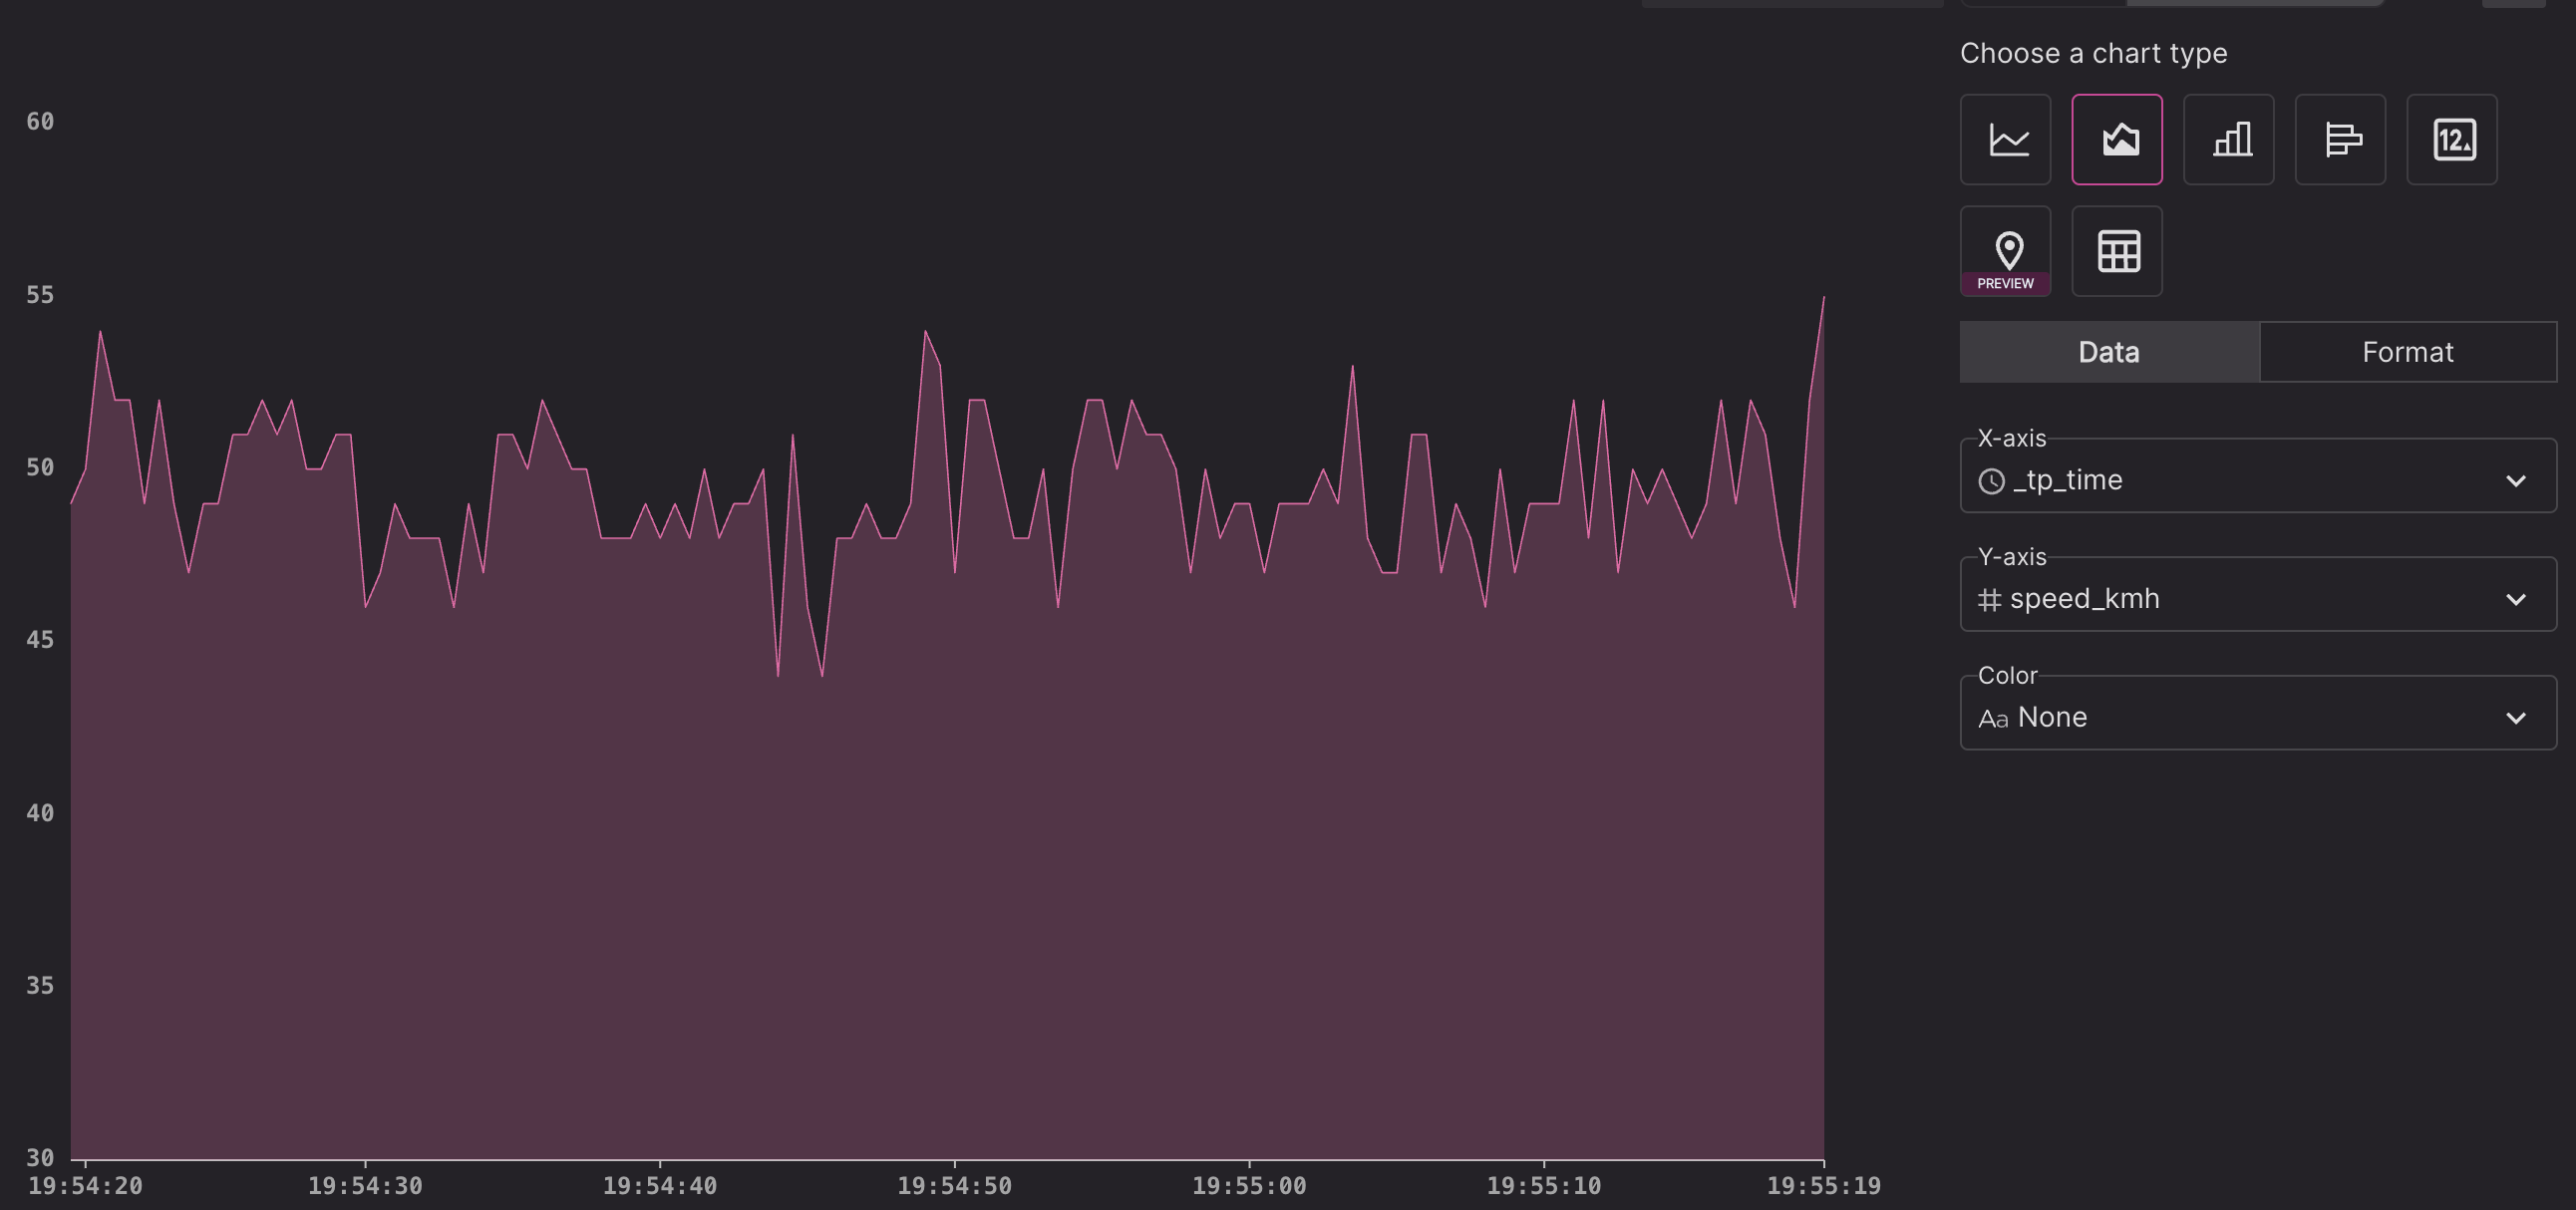 60
55
50
45
40
35
30
19:54:20 19:54:30 19:54:40 19:54:50 19:55:00 19:55:10 19:55:19
Choose a chart type
12
PREVIEW
Data Format
X-axis
_tp_time
Y-axis
# speed_kmh
Color
Aa None